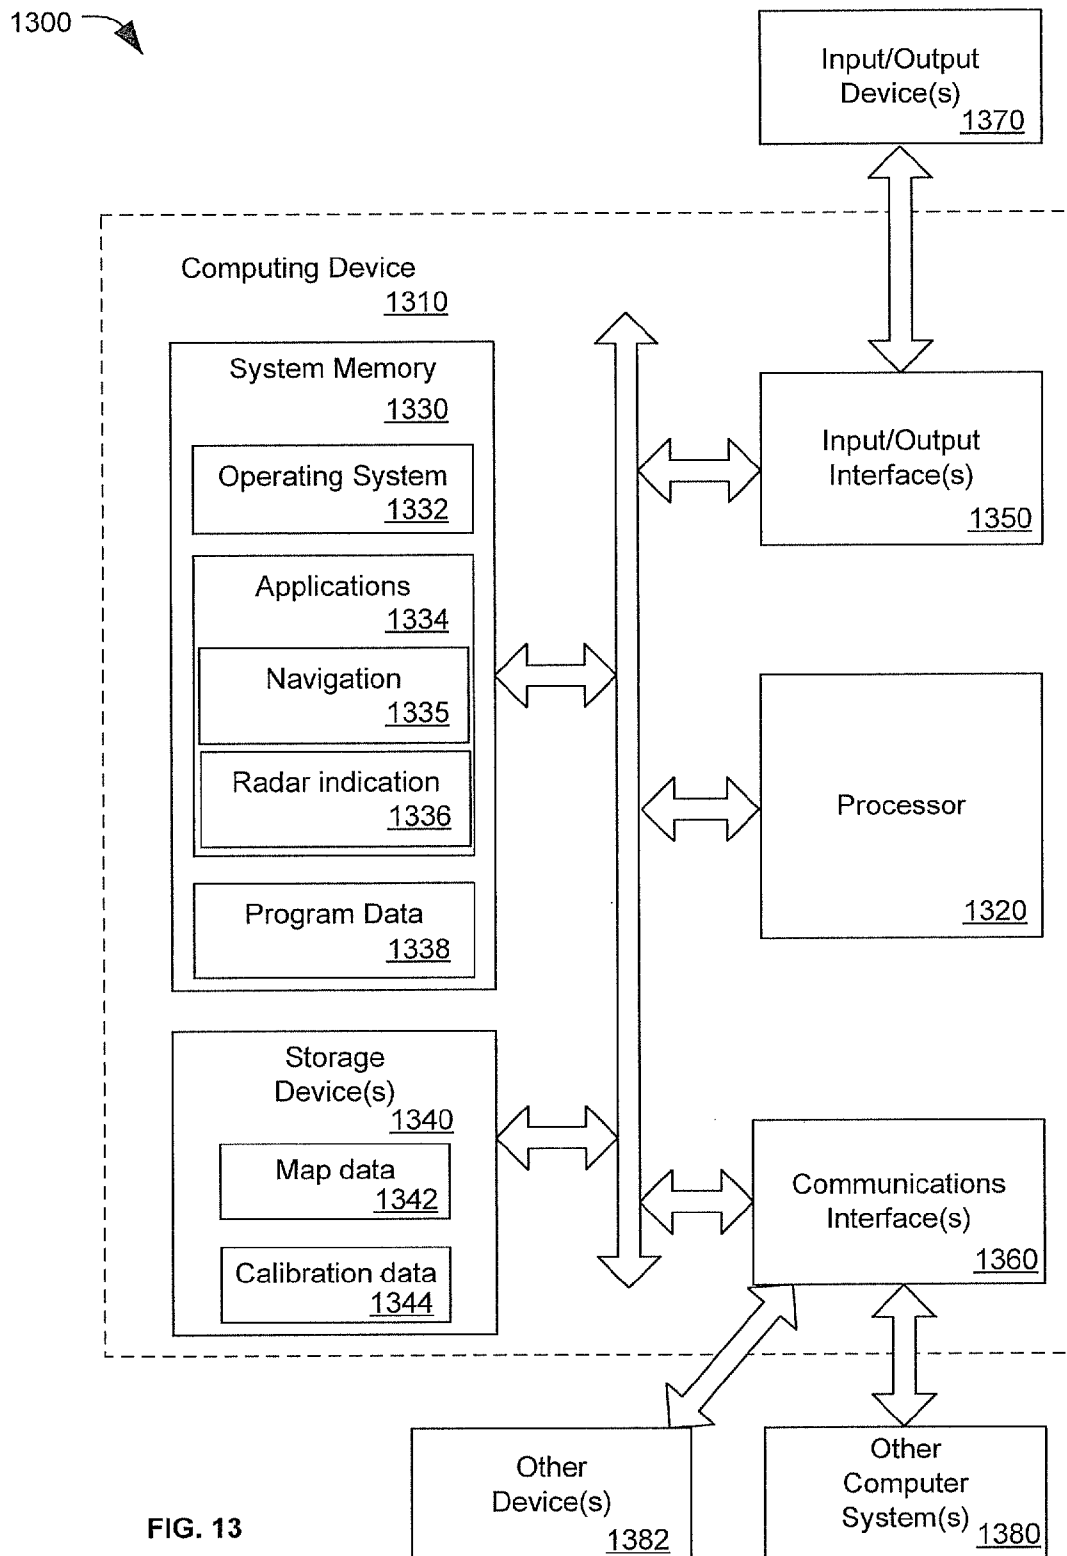 1300
Input/Output
Device(s)
1370
Computing Device
1310
System Memory
1330
Operating System
1332
Applications
1334
Navigation
1335
Radar indication
1336
Program Data
1338
Input/Output
Interface(s)
1350
Processor
1320
Storage
Device(s)
1340
Map data
1342
Calibration data
1344
Communications
Interface(s)
1360
Other
Device(s)
1382
Other
Computer
System(s)
1380
FIG. 13